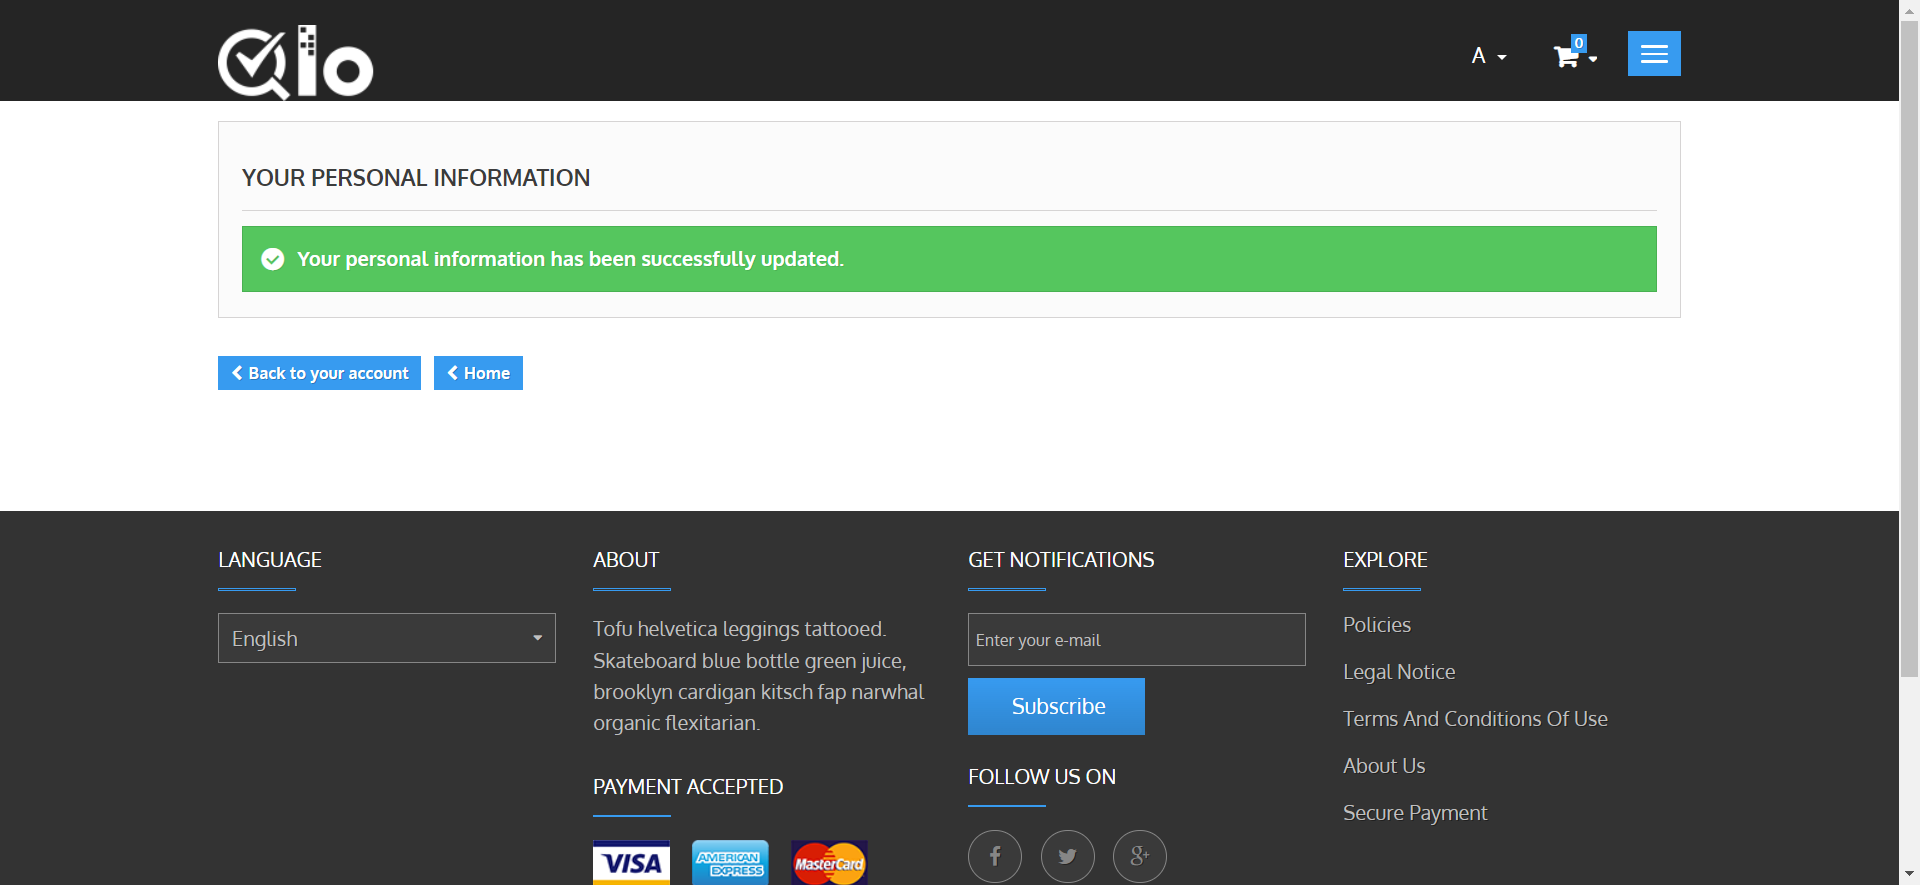 Qlo
A
0
YOUR PERSONAL INFORMATION
Your personal information has been successfully updated.
Back to your account
Home
LANGUAGE
English
ABOUT
Tofu helvetica leggings tattooed.
Skateboard blue bottle green juice,
brooklyn cardigan kitsch fap narwhal
organic flexitarian.
PAYMENT ACCEPTED
VISA
AMERICAN
EXPRESS
MasterCard
GET NOTIFICATIONS
Enter your e-mail
Subscribe
FOLLOW US ON
f
g+
EXPLORE
Policies
Legal Notice
Terms And Conditions Of Use
About Us
Secure Payment